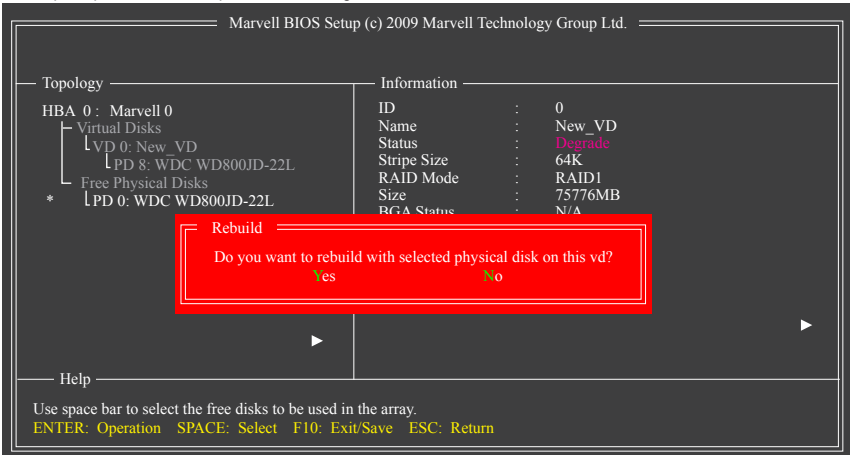 Marvell BIOS Setup (c) 2009 Marvell Technology Group Ltd.
Topology
HBA 0 : Marvell 0
Virtual Disks
VD 0: New_VD
PD 8: WDC WD800JD-22L
Free Physical Disks
* PD 0: WDC WD800JD-22L
Information
ID : 0
Name : New_VD
Status : Degrade
Stripe Size : 64K
RAID Mode : RAID1
Size : 75776MB
BGA Status : N/A
Rebuild
Do you want to rebuild with selected physical disk on this vd?
Yes No
Help
Use space bar to select the free disks to be used in the array.
ENTER: Operation SPACE: Select F10: Exit/Save ESC: Return